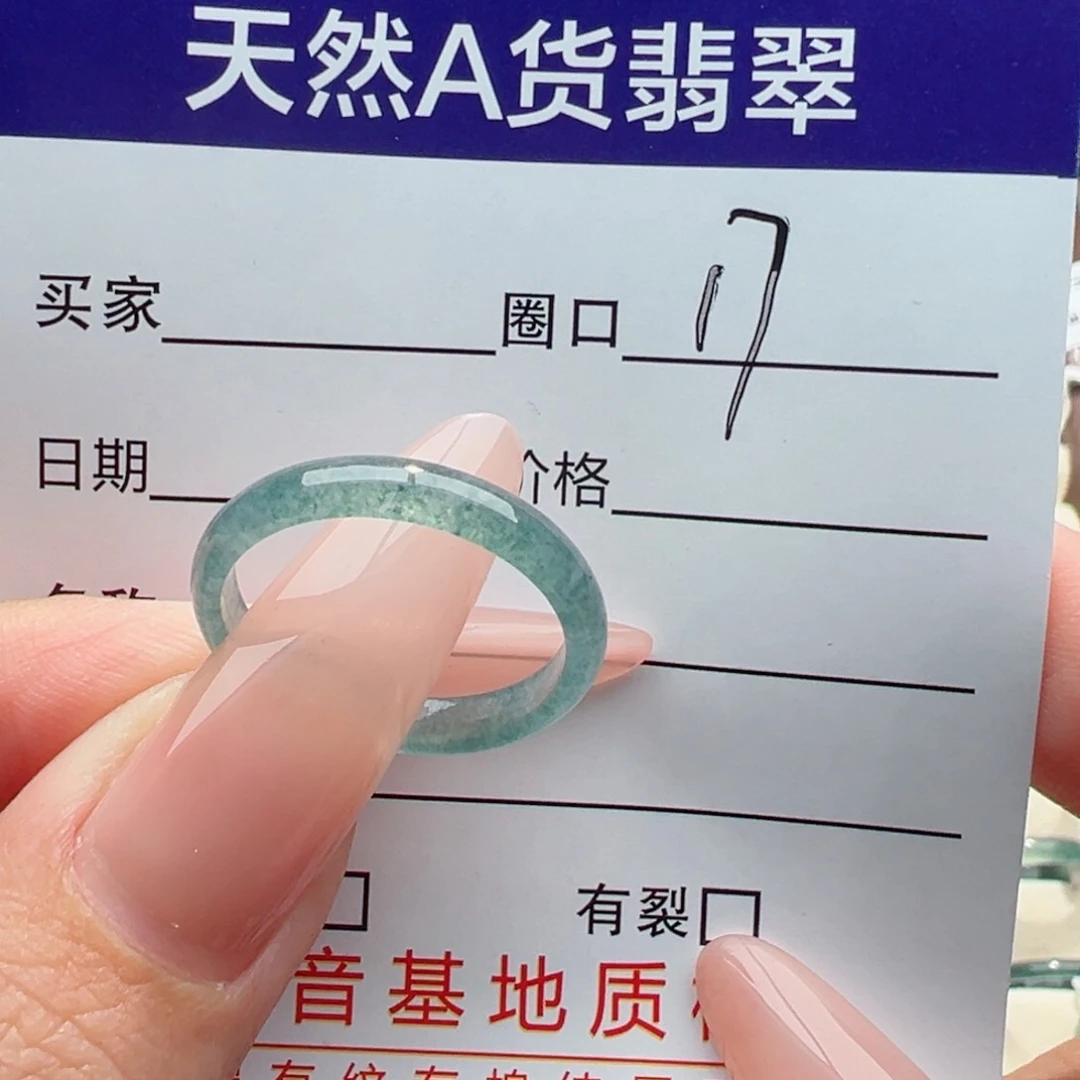 天然A货翡翠
买家 圈口 17
日期 价格
有裂
音基地质